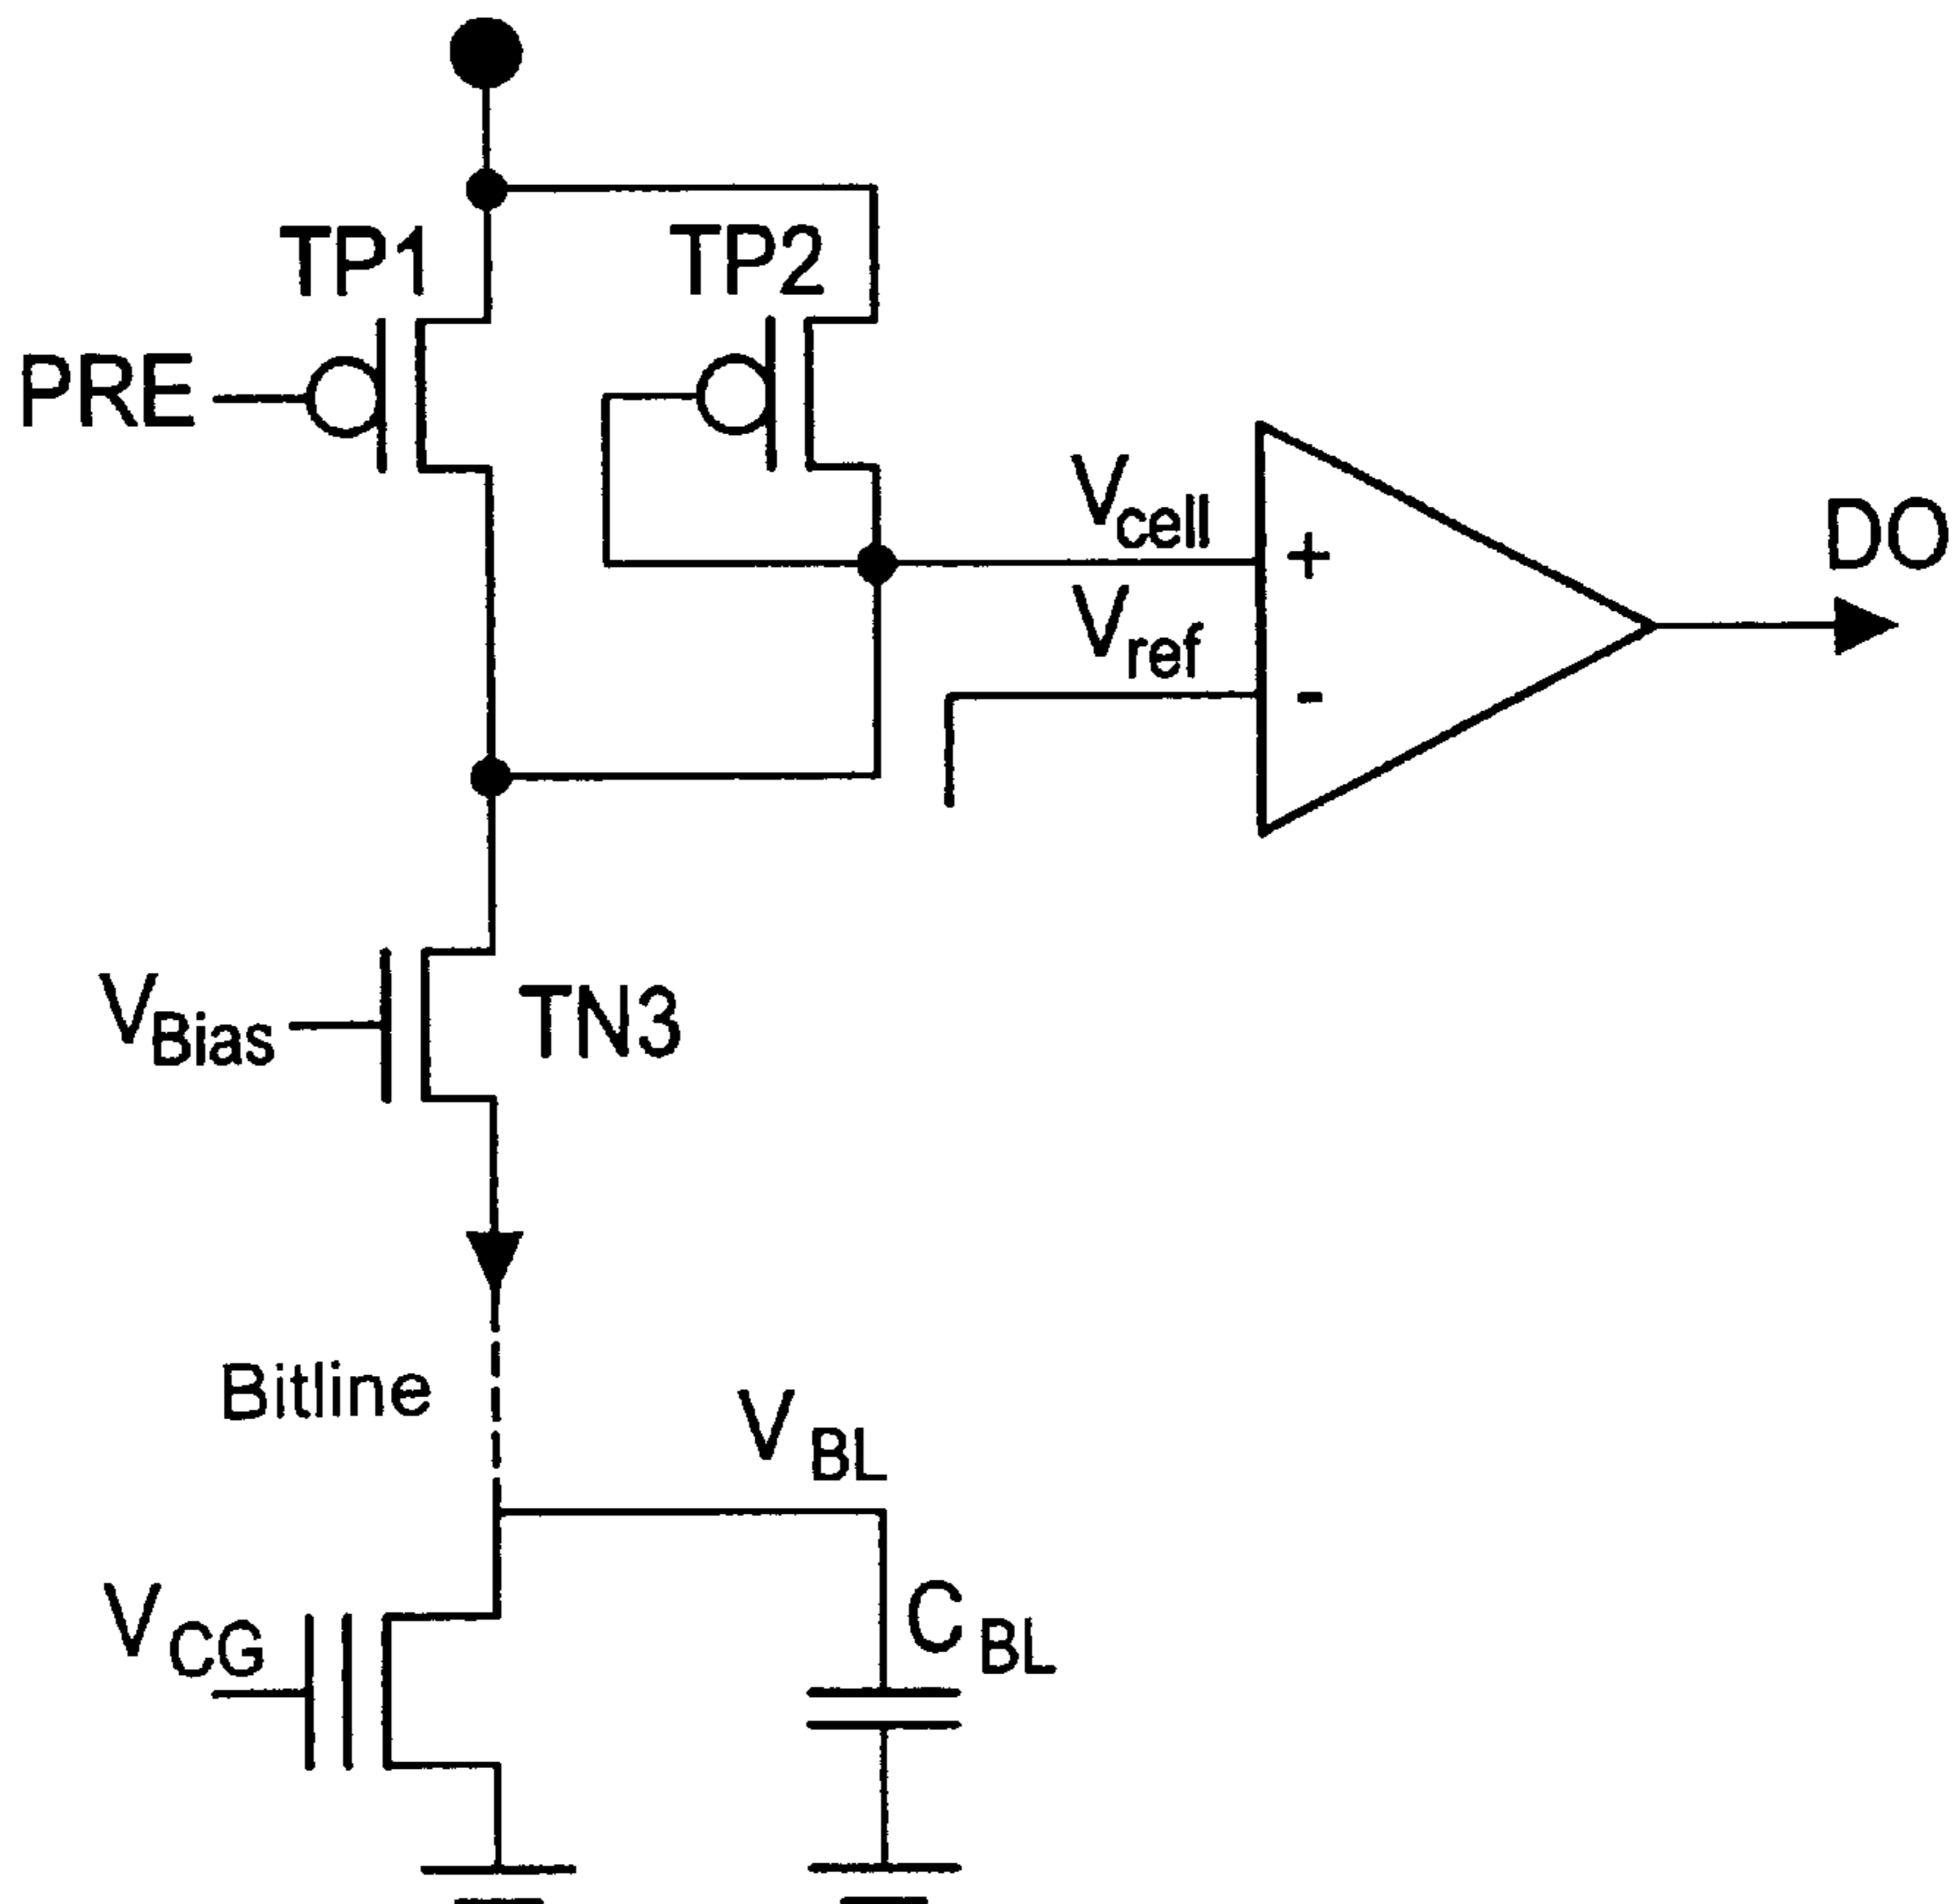 TP1
TP2
PRE
Vcell
+
DO
Vref
-
VBias
TN3
Bitline
VBL
VCG
CBL